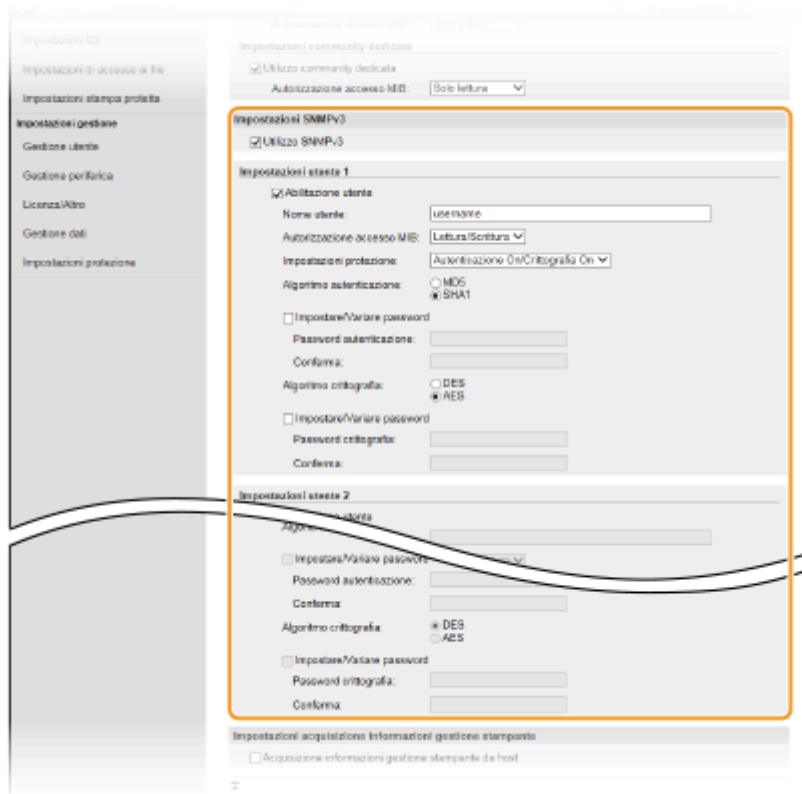 Impostazioni RX
Impostazioni di accesso ai file
Impostazioni stampa protetta
Impostazioni gestione
Gestione utente
Gestione periferica
Licenza/Altro
Gestione dati
Impostazioni protezione
Impostazioni community dedicata
Utilizzo community dedicata
Autorizzazione accesso MIB: Solo lettura
Impostazioni SNMPv3
Utilizzo SNMPv3
Impostazioni utente 1
Abilitazione utente
Nome utente: username
Autorizzazione accesso MIB: Lettura/Scrittura
Impostazioni protezione: Autenticazione On/Crittografia On
Algoritmo autenticazione: MD5
SHA1
Impostare/Variare password
Password autenticazione:
Conferma:
Algoritmo crittografia: DES
AES
Impostare/Variare password
Password crittografia:
Conferma:
Impostazioni utente 2
utente
Impostare/Variare password
Password autenticazione:
Conferma:
Algoritmo crittografia: DES
AES
Impostare/Variare password
Password crittografia:
Conferma:
Impostazioni acquisizione informazioni gestione stampante
Acquisizione informazioni gestione stampante da host